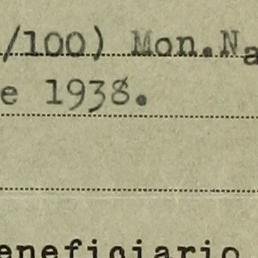 /100) Mon.Na
e 1938.
eneficiario